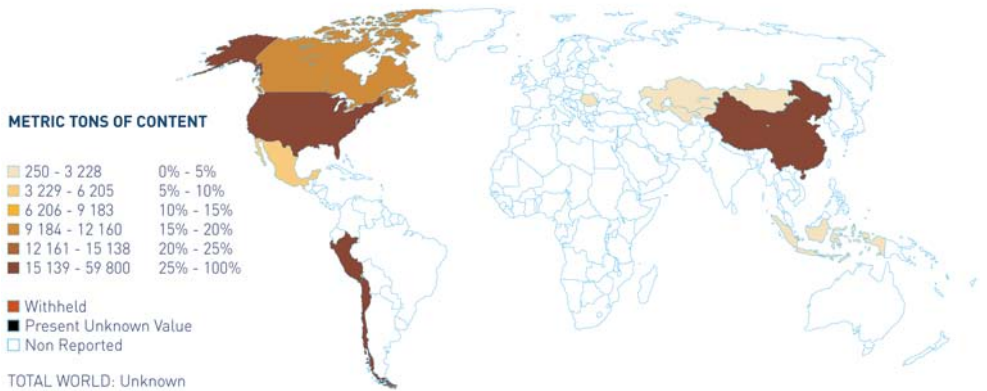 METRIC TONS OF CONTENT
250 - 3 228 0% - 5%
3 229 - 6 205 5% - 10%
6 206 - 9 183 10% - 15%
9 184 - 12 160 15% - 20%
12 161 - 15 138 20% - 25%
15 139 - 59 800 25% - 100%
Withheld
Present Unknown Value
Non Reported
TOTAL WORLD: Unknown